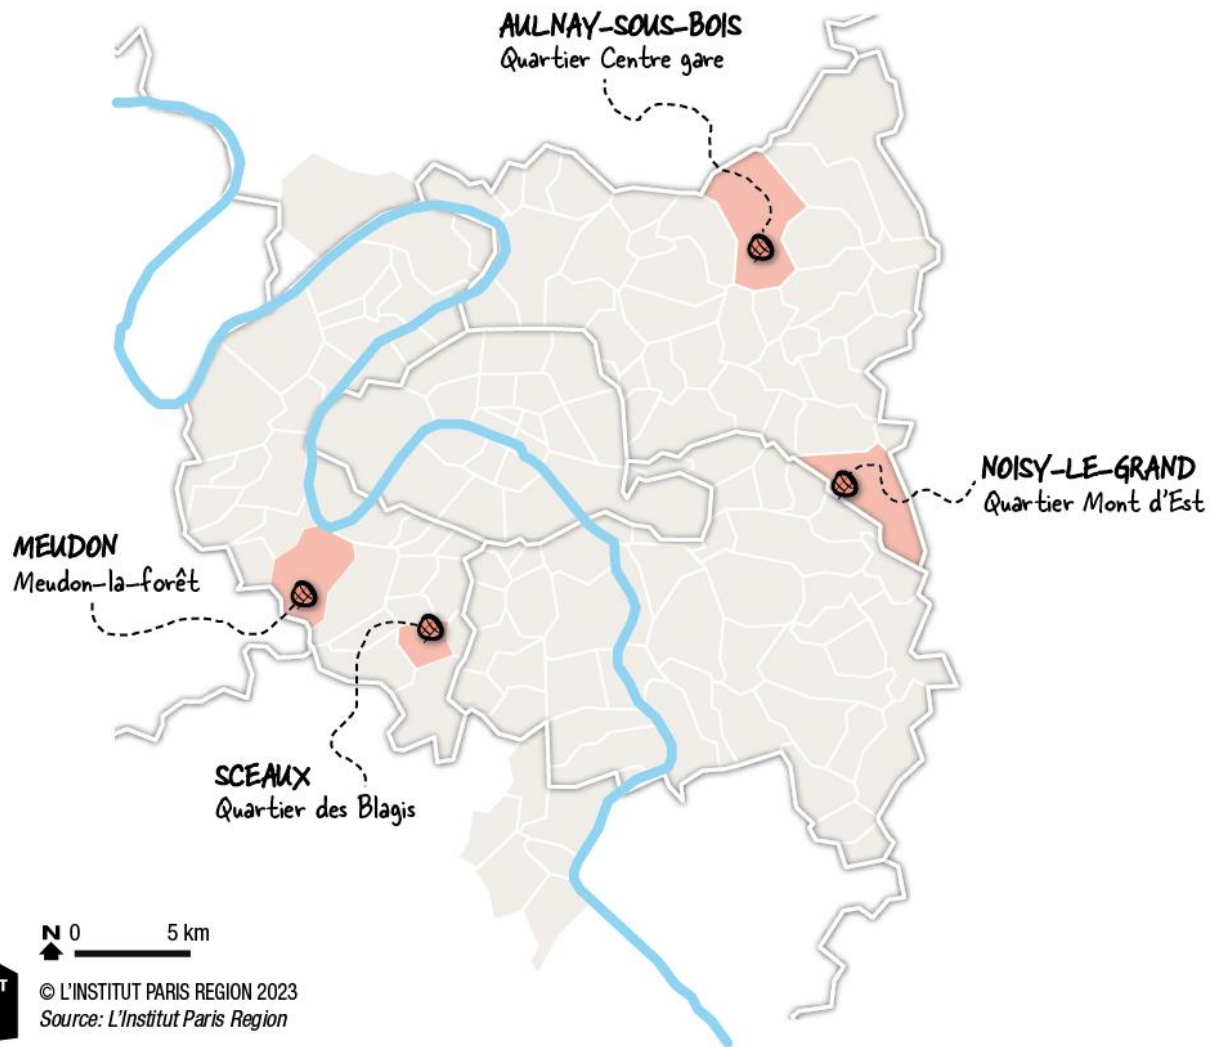 AULNAY-SOUS-BOIS
Quartier Centre gare
NOISY-LE-GRAND
Quartier Mont d'Est
MEUDON
Meudon-la-forêt
SCEAUX
Quartier des Blagis
N 0 5 km
T
© L'INSTITUT PARIS REGION 2023
Source: L'Institut Paris Region